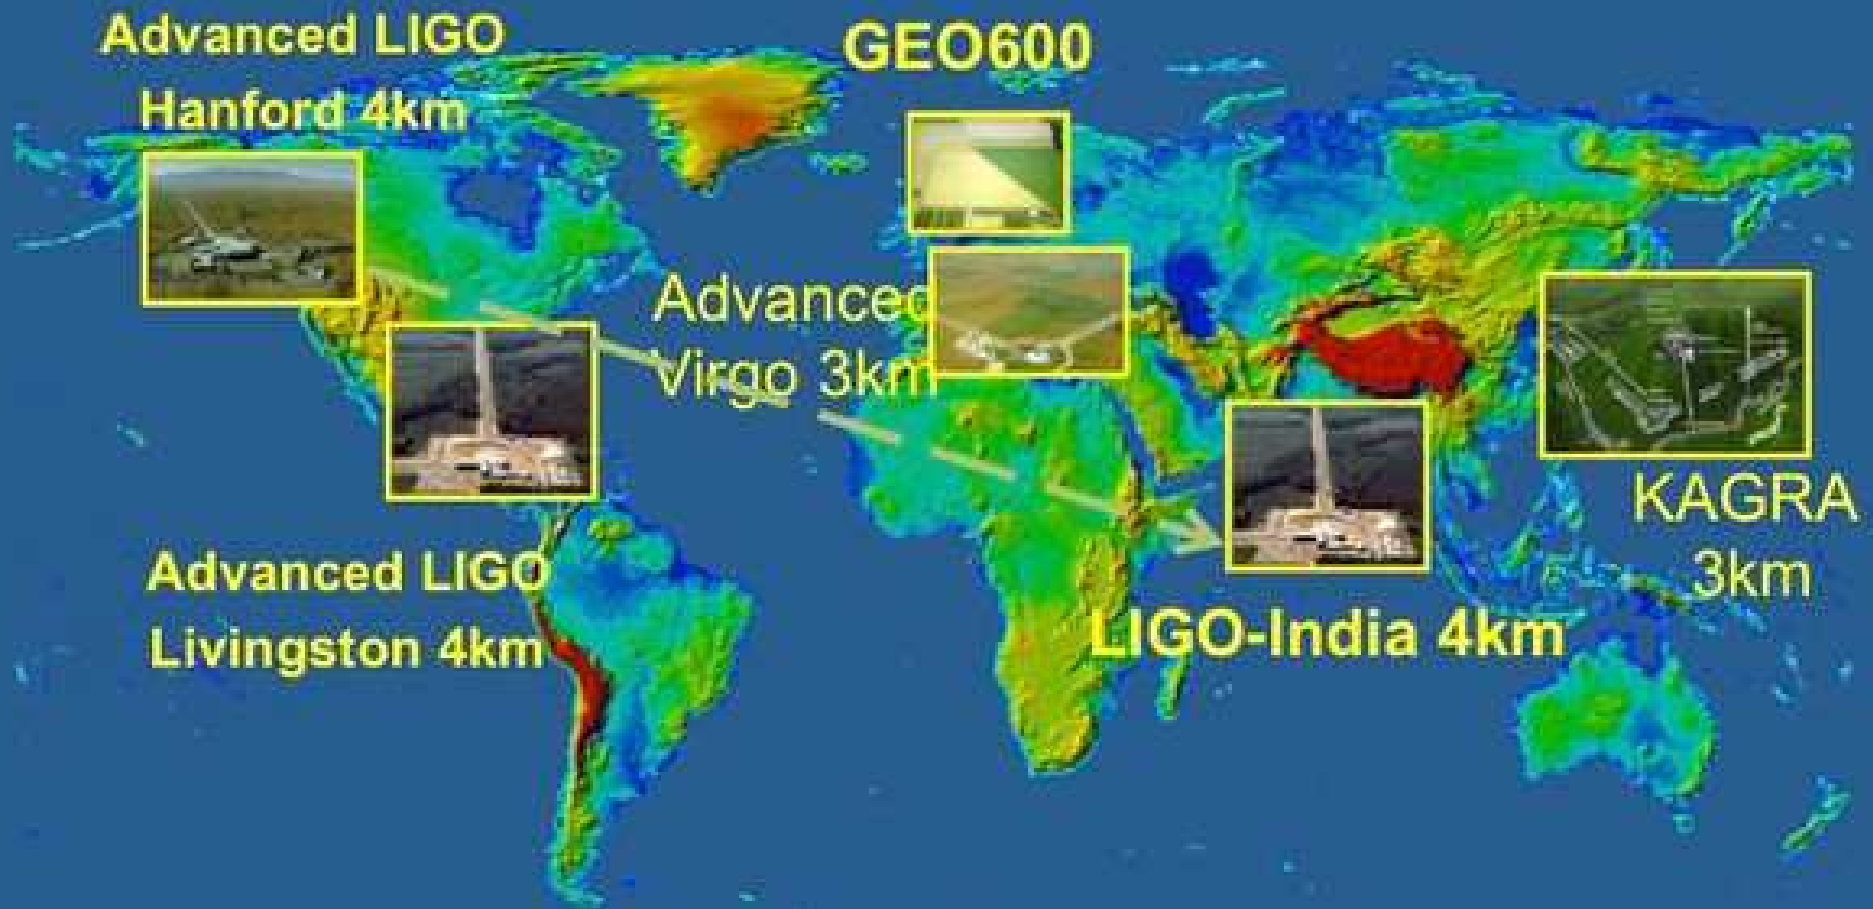 Advanced LIGO
Hanford 4km
GEO600
Advanced
Virgo 3km
KAGRA
3km
Advanced LIGO
Livingston 4km
LIGO-India 4km